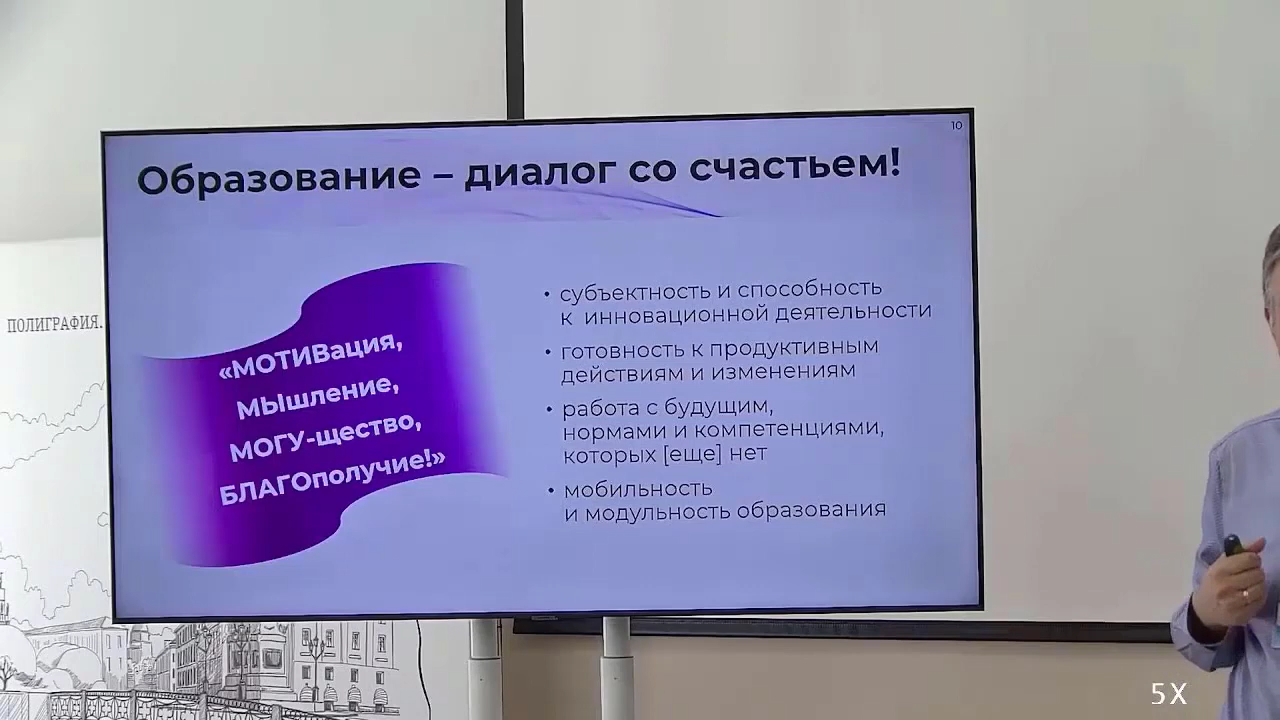 10
Образование – диалог со счастьем!
ПОЛИГРАФИЯ.
«МОТИВация,
МЫшление,
МОГУ-щество,
БЛАГОполучие!»
• субъектность и способность
к инновационной деятельности
• готовность к продуктивным
действиям и изменениям
• работа с будущим,
нормами и компетенциями,
которых [еще] нет
• мобильность
и модульность образования
5X